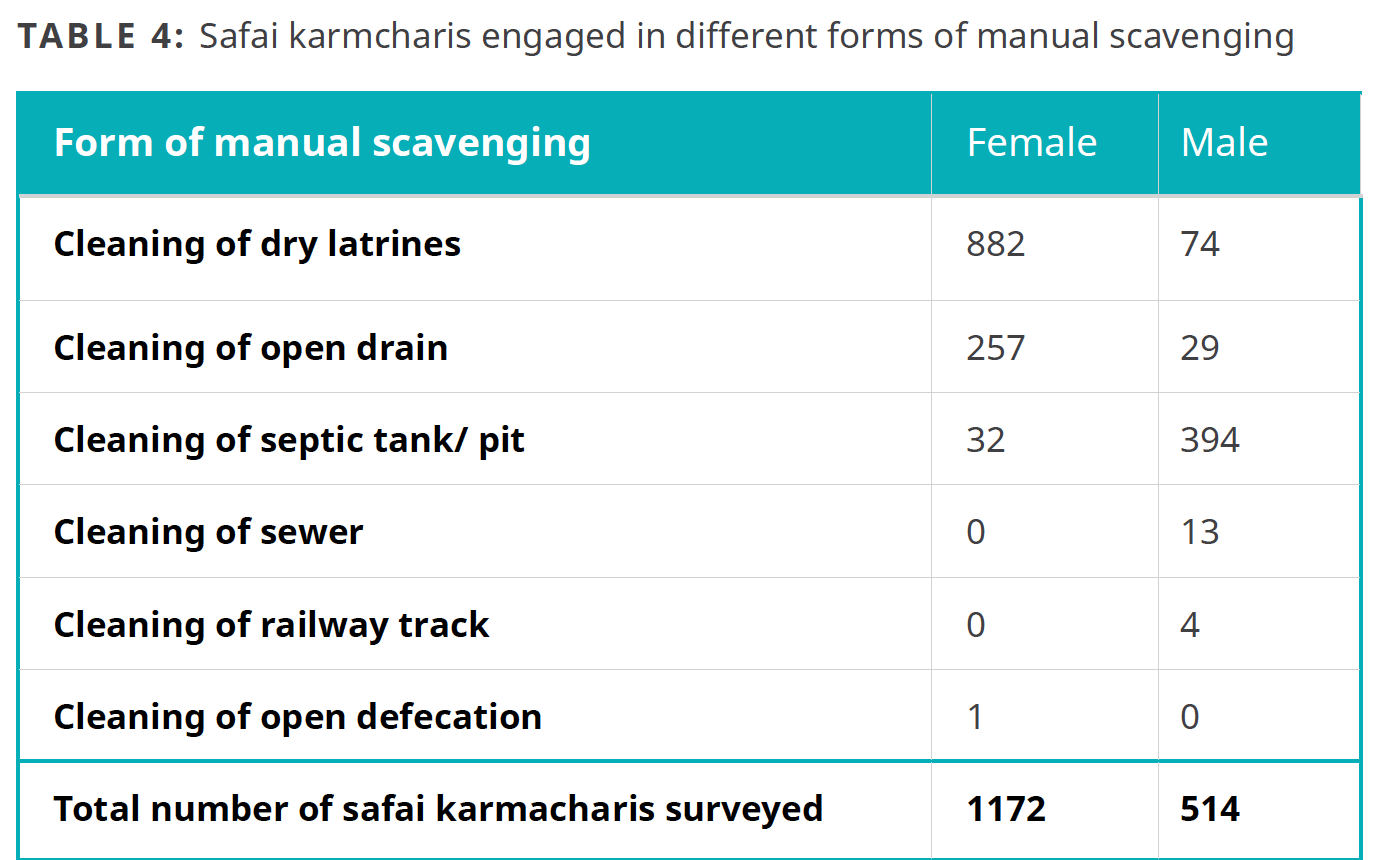 TABLE 4: Safai karmcharis engaged in different forms of manual scavenging
Form of manual scavenging Female Male
Cleaning of dry latrines 882 74
Cleaning of open drain 257 29
Cleaning of septic tank/ pit 32 394
Cleaning of sewer 0 13
Cleaning of railway track 0 4
Cleaning of open defecation 1 0
Total number of safai karmacharis surveyed 1172 514